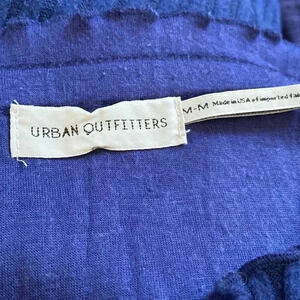 URBAN OUTFITTERS
M-M Made in USA of imported fab